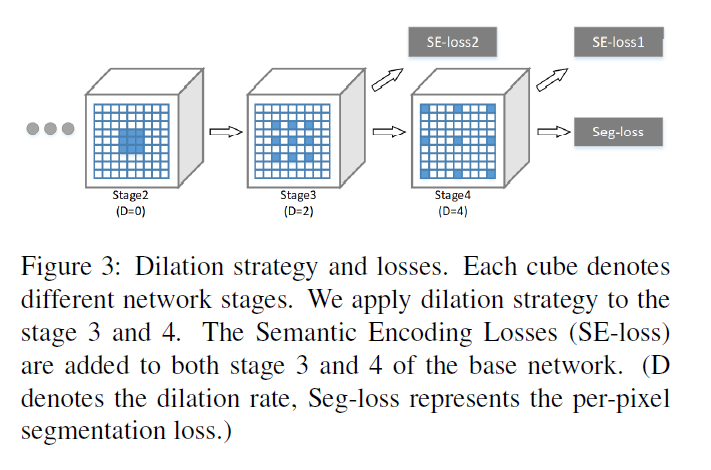 SE-loss2
SE-loss1
Seg-loss
Stage2
(D=0)
Stage3
(D=2)
Stage4
(D=4)
Figure 3: Dilation strategy and losses. Each cube denotes
different network stages. We apply dilation strategy to the
stage 3 and 4. The Semantic Encoding Losses (SE-loss)
are added to both stage 3 and 4 of the base network. (D
denotes the dilation rate, Seg-loss represents the per-pixel
segmentation loss.)